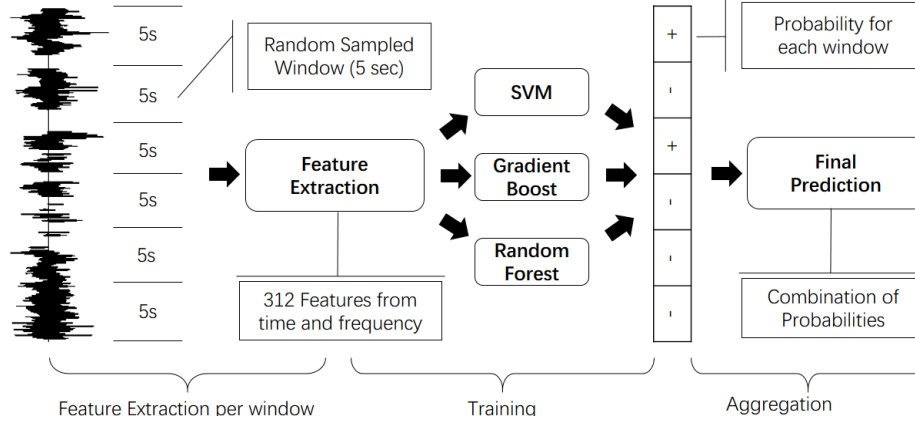 5s
5s
5s
5s
5s
5s
Random Sampled
Window (5 sec)
Feature
Extraction
312 Features from
time and frequency
SVM
Gradient
Boost
Random
Forest
+
-
+
-
-
-
Probability for
each window
Final
Prediction
Combination of
Probabilities
Feature Extraction per window
Training
Aggregation